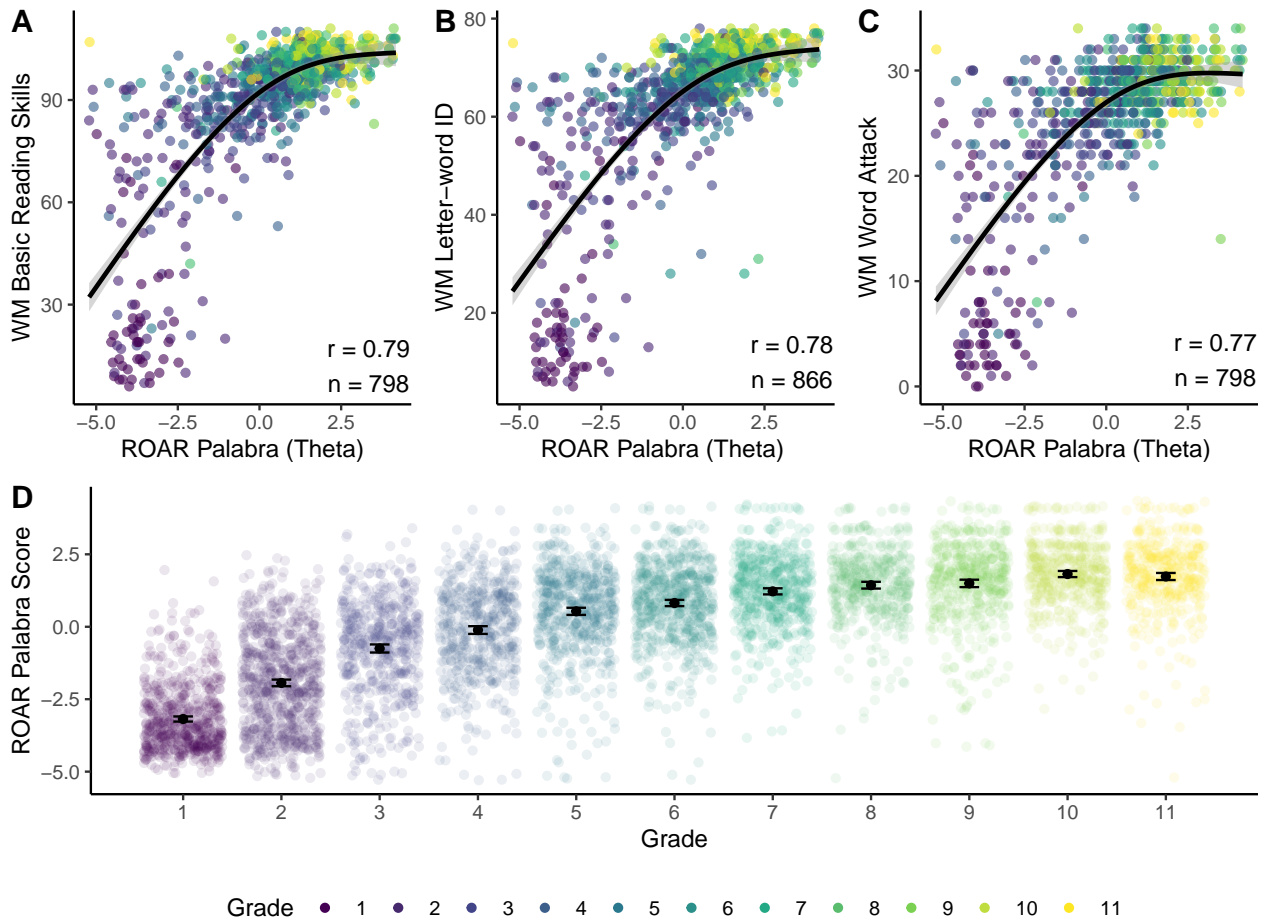 A
WM Basic Reading Skills
90
60
30
r = 0.79
n = 798
−5.0 −2.5 0.0 2.5
ROAR Palabra (Theta)
B
WM Letter−word ID
80
60
40
20
r = 0.78
n = 866
−5.0 −2.5 0.0 2.5
ROAR Palabra (Theta)
C
WM Word Attack
30
20
10
0
r = 0.77
n = 798
−5.0 −2.5 0.0 2.5
ROAR Palabra (Theta)
D
ROAR Palabra Score
2.5
0.0
−2.5
−5.0
1 2 3 4 5 6 7 8 9 10 11
Grade
Grade 1 2 3 4 5 6 7 8 9 10 11